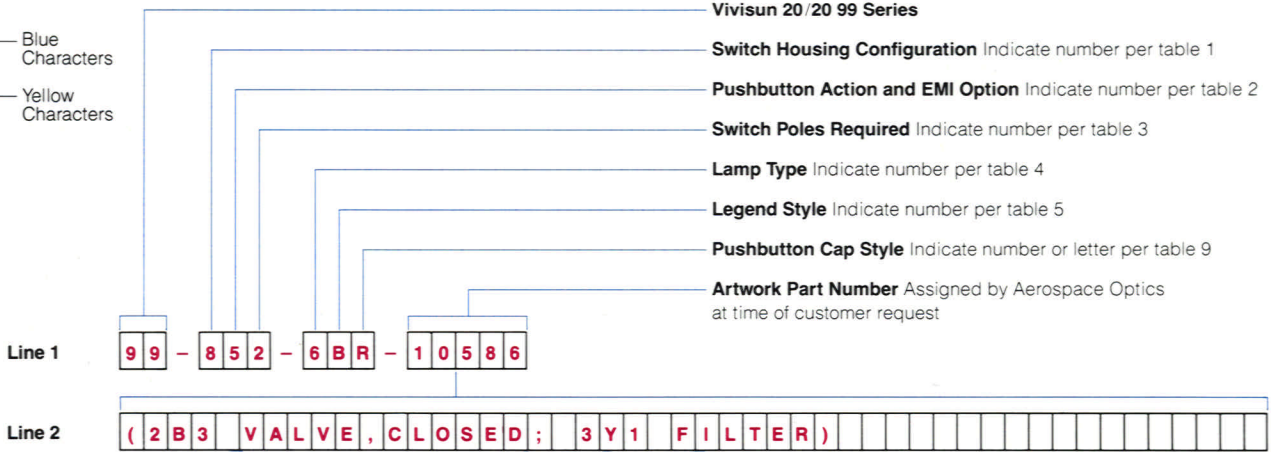 Vivisun 20/20 99 Series
Blue
Characters
Switch Housing Configuration Indicate number per table 1
Yellow
Characters
Pushbutton Action and EMI Option Indicate number per table 2
Switch Poles Required Indicate number per table 3
Lamp Type Indicate number per table 4
Legend Style Indicate number per table 5
Pushbutton Cap Style Indicate number or letter per table 9
Artwork Part Number Assigned by Aerospace Optics
at time of customer request
Line 1 99-852-6BR-10586
Line 2 (2B3 VALVE,CLOSED; 3Y1 FILTER)